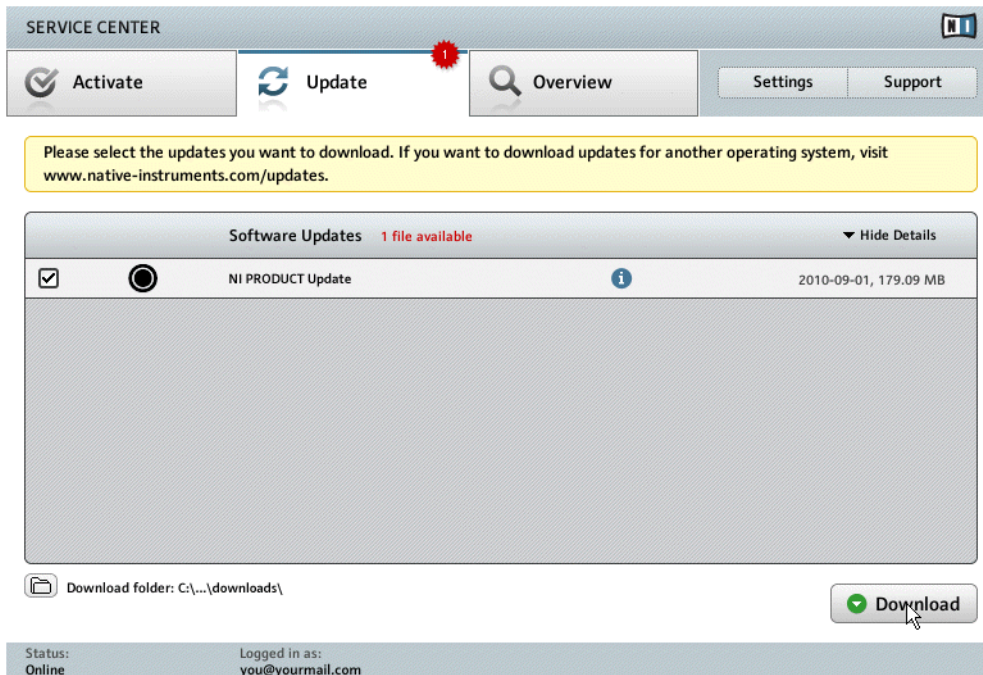 SERVICE CENTER
NI
Activate
Update
1
Overview
Settings
Support
Please select the updates you want to download. If you want to download updates for another operating system, visit
www.native-instruments.com/updates.
Software Updates 1 file available
Hide Details
NI PRODUCT Update
i
2010-09-01, 179.09 MB
Download folder: C:\...\downloads\
Download
Status:
Online
Logged in as:
you@yourmail.com